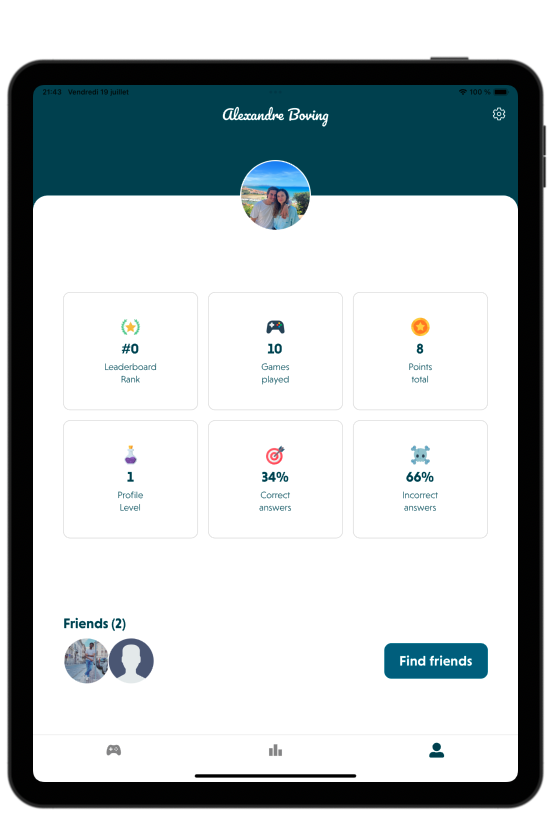 21:43 Vendredi 19 juillet
100 %
Alexandre Boving
#0
Leaderboard
Rank
10
Games
played
8
Points
total
1
Profile
Level
34%
Correct
answers
66%
Incorrect
answers
Friends (2)
Find friends